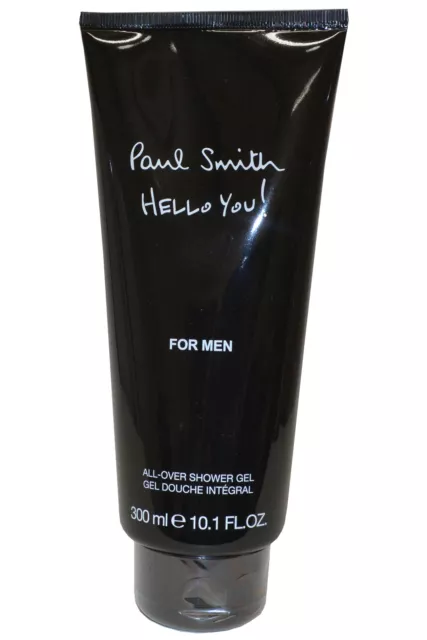 Paul Smith
HELLO YOU!
FOR MEN
ALL-OVER SHOWER GEL
GEL DOUCHE INTÉGRAL
300 ml ℮ 10.1 FL.OZ.